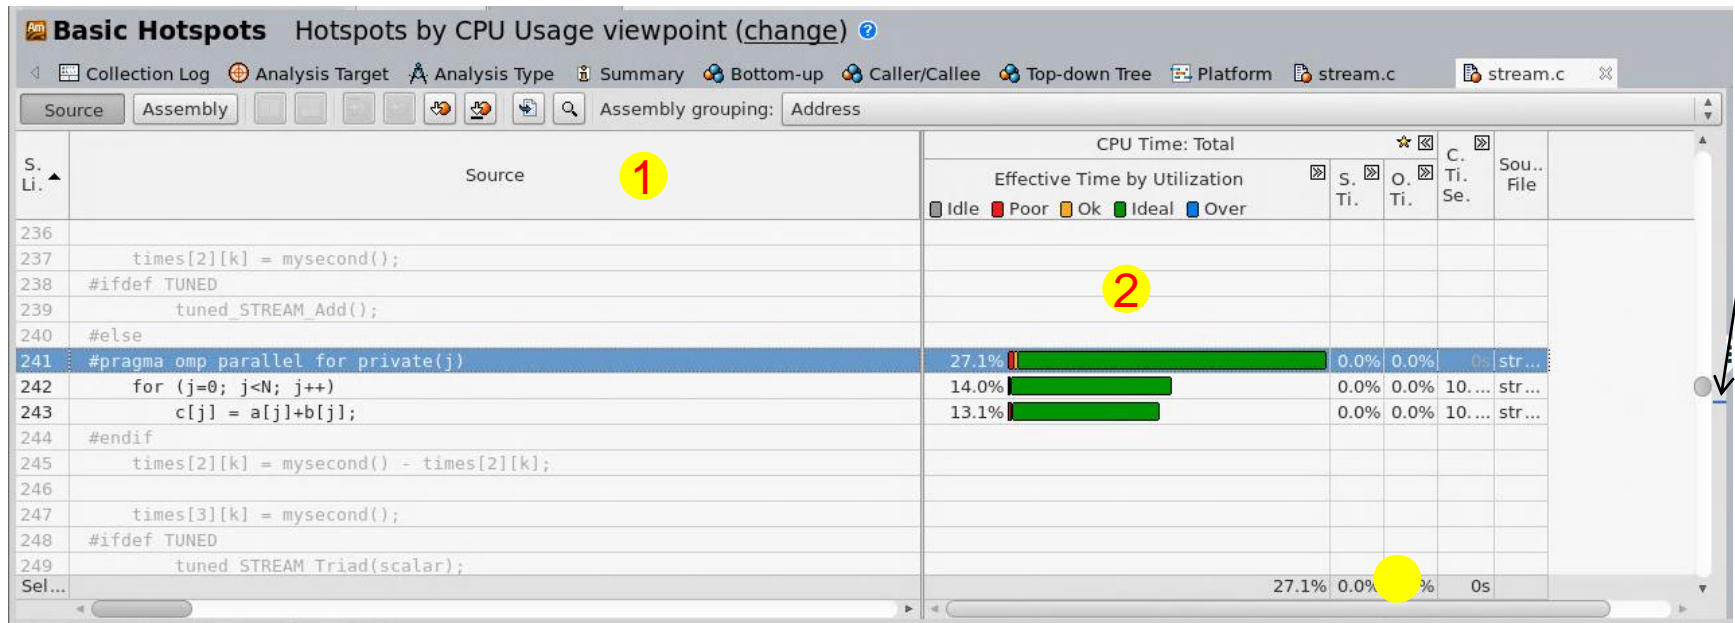 Basic Hotspots Hotspots by CPU Usage viewpoint (change) ?
Collection Log Analysis Target Analysis Type Summary Bottom-up Caller/Callee Top-down Tree Platform stream.c stream.c
Source Assembly Assembly grouping: Address
S. Li. Source 1 CPU Time: Total C. Ti. Se. Sou.. File
Effective Time by Utilization S. Ti. O. Ti.
Idle Poor Ok Ideal Over
236
237 times[2][k] = mysecond();
238 #ifdef TUNED
2
239 tuned_STREAM_Add();
240 #else
241 #pragma omp parallel for private(j) 27.1% 0.0% 0.0% 0s str...
242 for (j=0; j<N; j++) 14.0% 0.0% 0.0% 10.... str...
243 c[j] = a[j]+b[j]; 13.1% 0.0% 0.0% 10.... str...
244 #endif
245 times[2][k] = mysecond() - times[2][k];
246
247 times[3][k] = mysecond();
248 #ifdef TUNED
249 tuned_STREAM_Triad(scalar);
Sel... 27.1% 0.0% % 0s